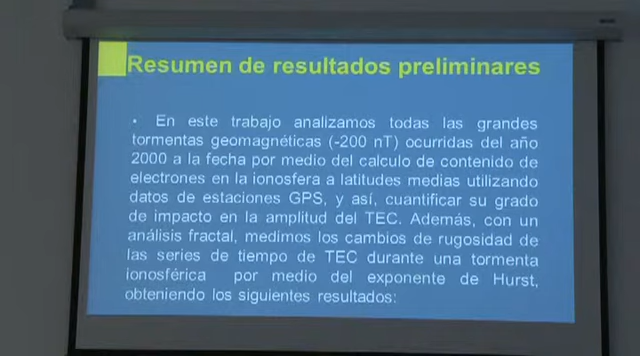 Resumen de resultados preliminares
• En este trabajo analizamos todas las grandes
tormentas geomagnéticas (-200 nT) ocurridas del año
2000 a la fecha por medio del calculo de contenido de
electrones en la ionosfera a latitudes medias utilizando
datos de estaciones GPS, y así, cuantificar su grado
de impacto en la amplitud del TEC. Además, con un
análisis fractal, medimos los cambios de rugosidad de
las series de tiempo de TEC durante una tormenta
ionosférica por medio del exponente de Hurst,
obteniendo los siguientes resultados: